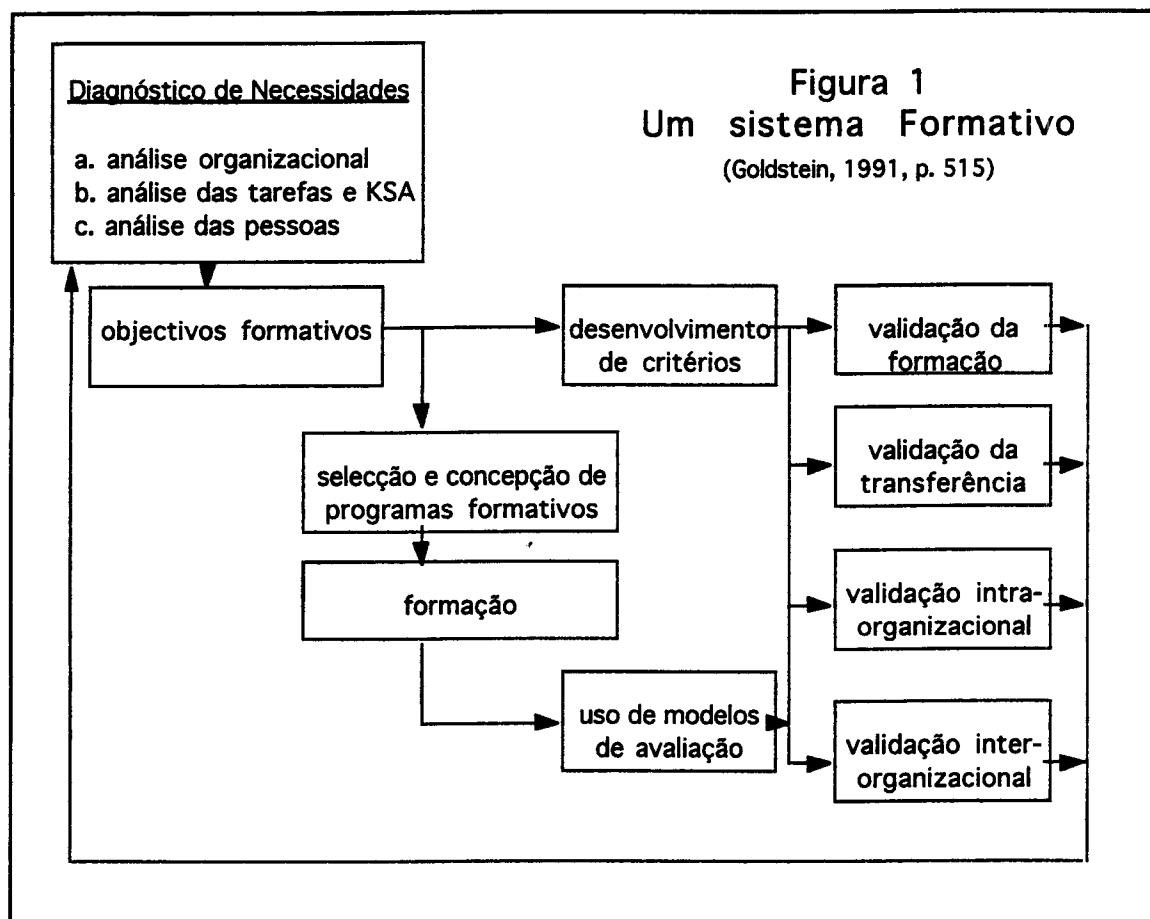 Diagnóstico de Necessidades
a. análise organizacional
b. análise das tarefas e KSA
c. análise das pessoas
Figura 1
Um sistema Formativo
(Goldstein, 1991, p. 515)
objectivos formativos
desenvolvimento
de critérios
validação da
formação
selecção e concepção de
programas formativos
validação da
transferência
formação
validação intra-
organizacional
uso de modelos
de avaliação
validação inter-
organizacional